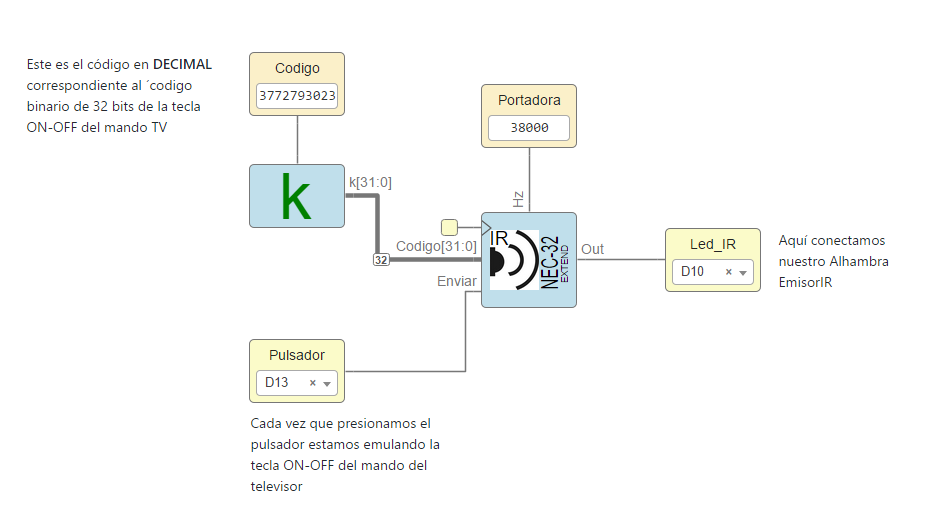 Este es el código en DECIMAL
correspondiente al ´codigo
binario de 32 bits de la tecla
ON-OFF del mando TV
Codigo
3772793023
Portadora
38000
k
k[31:0]
Hz
32
Codigo[31:0]
Enviar
IR
NEC-32
EXTEND
Out
Led_IR
D10 ×
Aquí conectamos
nuestro Alhambra
EmisorIR
Pulsador
D13 ×
Cada vez que presionamos el
pulsador estamos emulando la
tecla ON-OFF del mando del
televisor